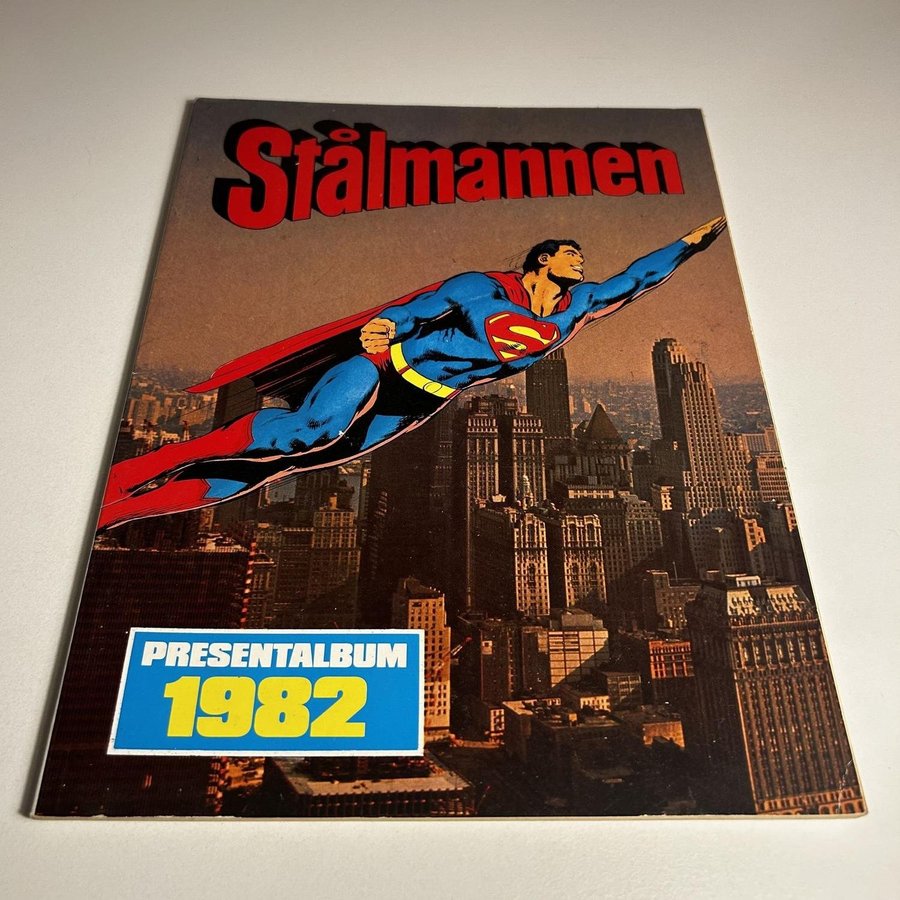 Stålmannen
S
PRESENTALBUM
1982